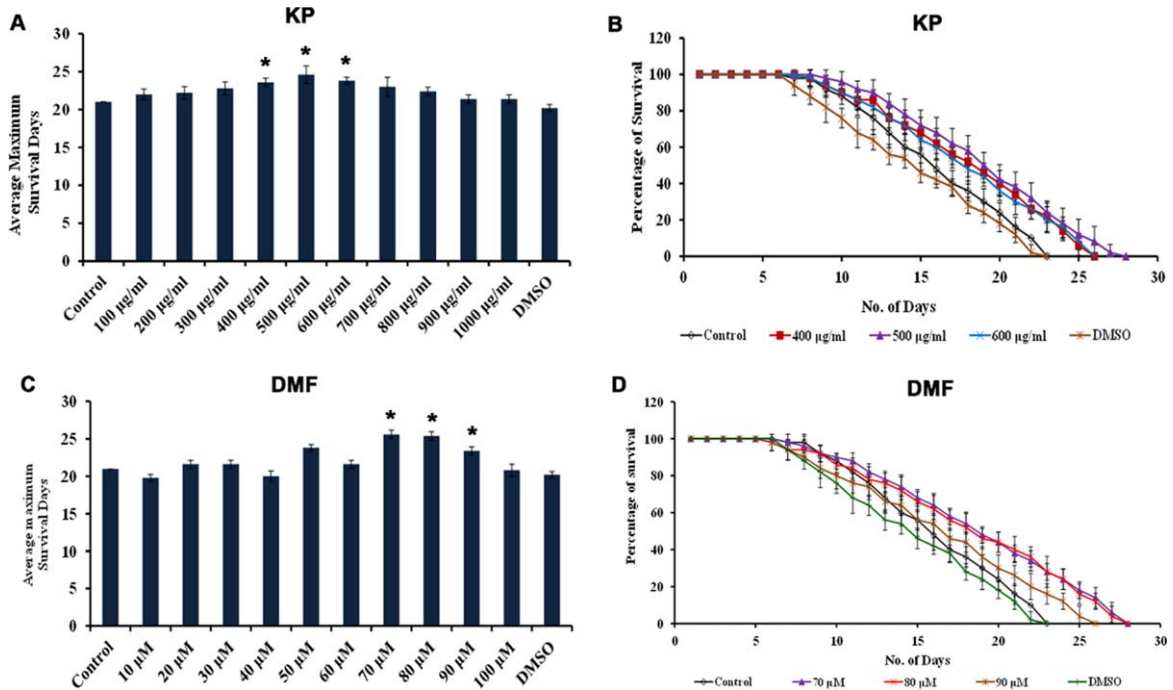 A
KP
Average Maximum
Survival Days
30
25
20
15
10
5
0
*
*
*
Control
100 µg/ml
200 µg/ml
300 µg/ml
400 µg/ml
500 µg/ml
600 µg/ml
700 µg/ml
800 µg/ml
900 µg/ml
1000 µg/ml
DMSO
B
KP
Percentage of Survival
120
100
80
60
40
20
0
0 5 10 15 20 25 30
No. of Days
Control 400 µg/ml 500 µg/ml 600 µg/ml DMSO
C
DMF
Average m aximum
Survival Days
30
25
20
15
10
5
0
*
*
*
Control
10 µM
20 µM
30 µM
40 µM
50 µM
60 µM
70 µM
80 µM
90 µM
100 µM
DMSO
D
DMF
Percentage of survival
120
100
80
60
40
20
0
0 5 10 15 20 25 30
No. of Days
Control 70 µM 80 µM 90 µM DMSO